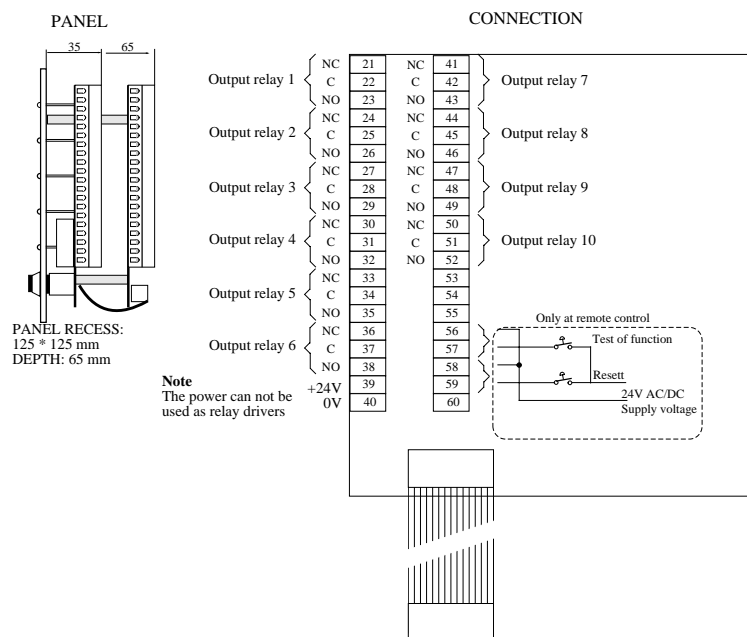 PANEL
CONNECTION
35 65
NC 21 NC 41
Output relay 1 C 22 C 42 Output relay 7
NO 23 NO 43
NC 24 NC 44
Output relay 2 C 25 C 45 Output relay 8
NO 26 NO 46
NC 27 NC 47
Output relay 3 C 28 C 48 Output relay 9
NO 29 NO 49
NC 30 NC 50
Output relay 4 C 31 C 51 Output relay 10
NO 32 NO 52
NC 33 53
Output relay 5 C 34 54
NO 35 55
Only at remote control
NC 36 56 Test of function
Output relay 6 C 37 57
NO 38 58 Resett
+24V 39 59 24V AC/DC
0V 40 60 Supply voltage
PANEL RECESS:
125 * 125 mm
DEPTH: 65 mm
Note
The power can not be
used as relay drivers